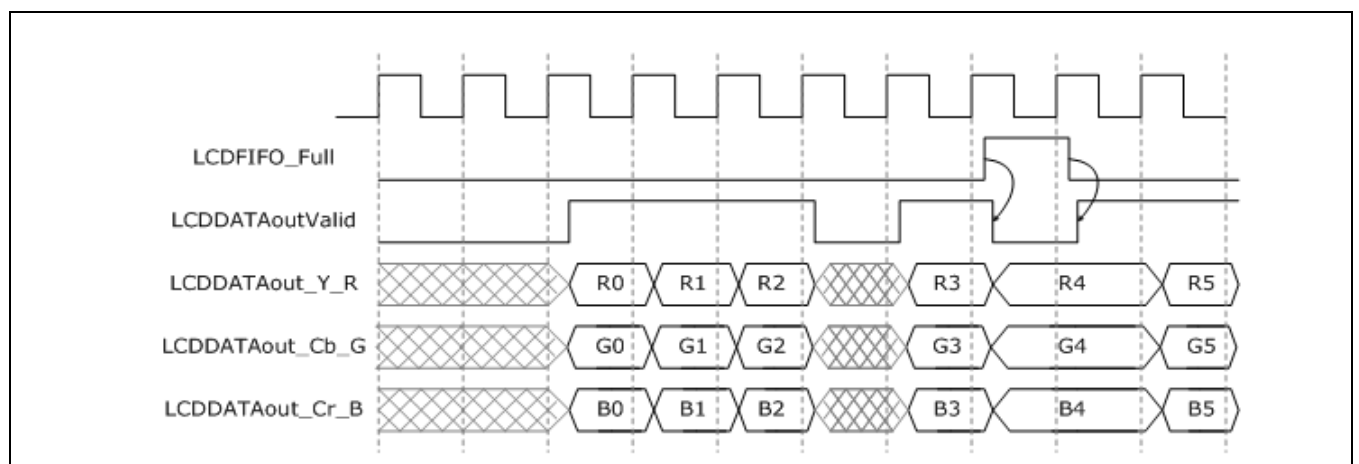 LCDFIFO_Full
LCDDATAoutValid
LCDDATAout_Y_R R0 R1 R2 R3 R4 R5
LCDDATAout_Cb_G G0 G1 G2 G3 G4 G5
LCDDATAout_Cr_B B0 B1 B2 B3 B4 B5